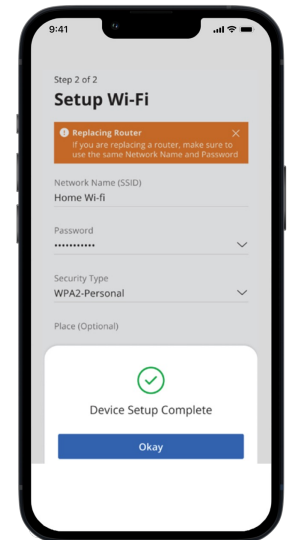 9:41
Step 2 of 2
Setup Wi-Fi
Replacing Router
If you are replacing a router, make sure to
use the same Network Name and Password
Network Name (SSID)
Home Wi-fi
Password
•••••••••••
Security Type
WPA2-Personal
Place (Optional)
Device Setup Complete
Okay